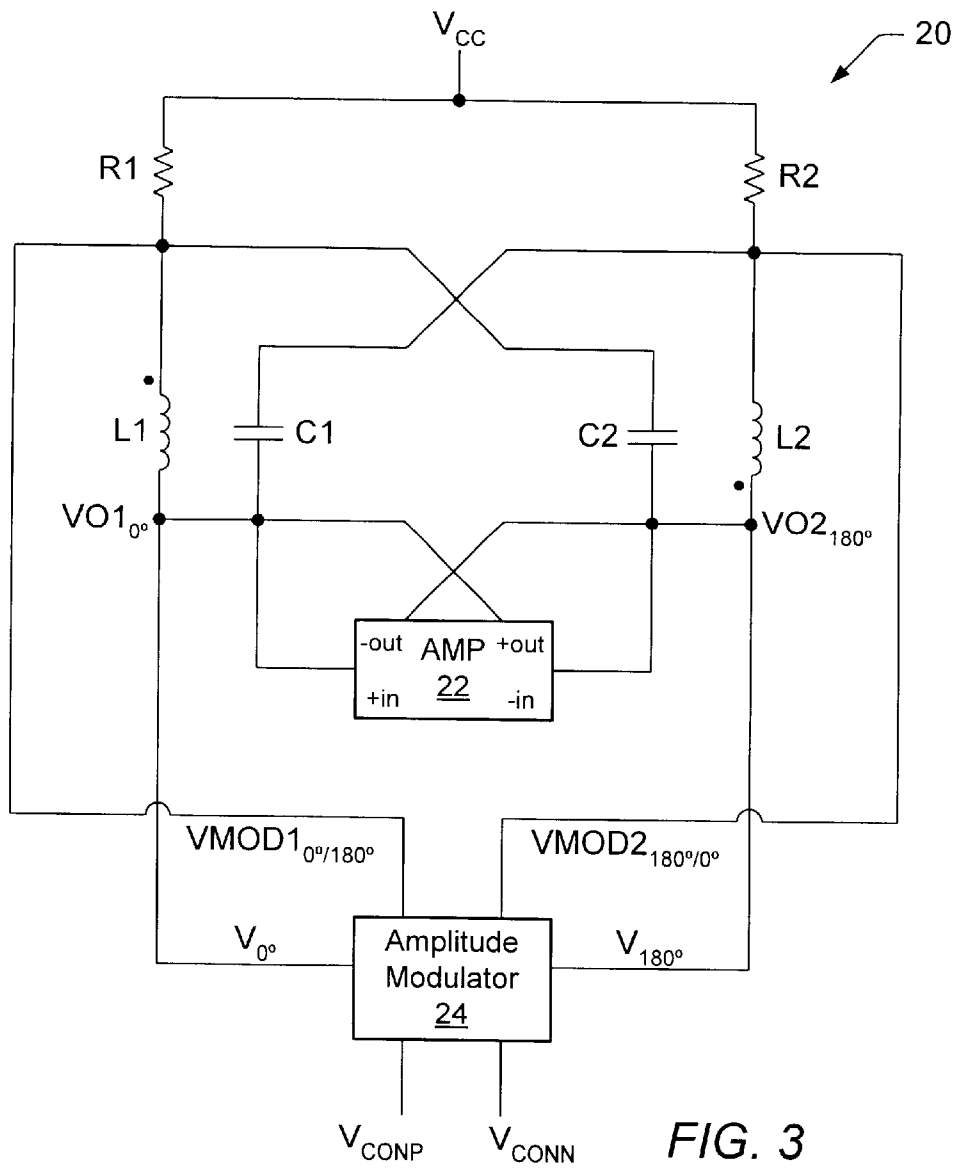 V_CC
20
R1
R2
L1
C1
C2
L2
VO1_0°
VO2_180°
-out AMP +out
22
+in -in
VMOD1_0°/180°
VMOD2_180°/0°
V_0°
Amplitude
Modulator
24
V_180°
V_CONP
V_CONN
FIG. 3